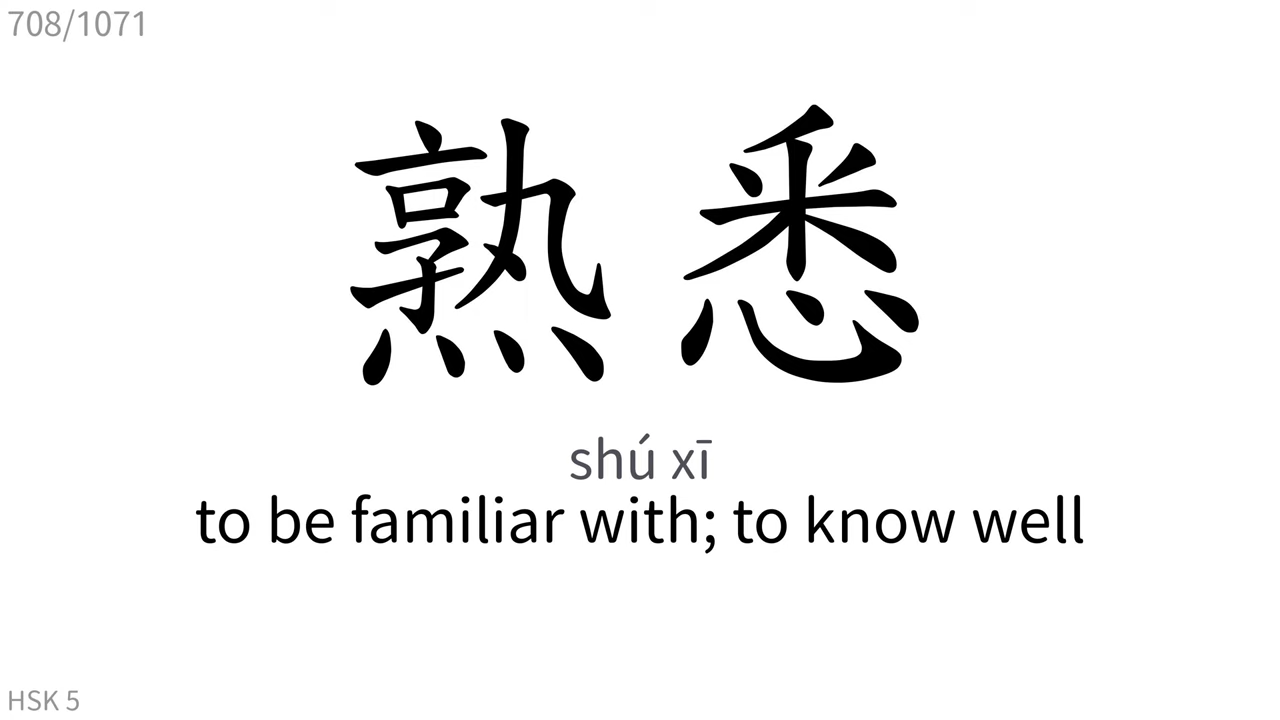 708/1071
熟悉
shú xī
to be familiar with; to know well
HSK 5